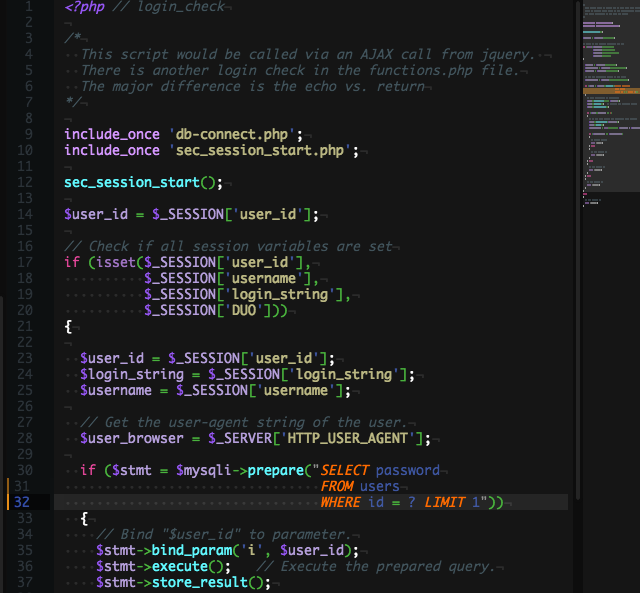 1 <?php // login_check
2
3 /*
4 This script would be called via an AJAX call from jquery.
5 There is another login check in the functions.php file.
6 The major difference is the echo vs. return
7 */
8
9 include_once 'db-connect.php';
10 include_once 'sec_session_start.php';
11
12 sec_session_start();
13
14 $user_id = $_SESSION['user_id'];
15
16 // Check if all session variables are set
17 if (isset($_SESSION['user_id'],
18 $_SESSION['username'],
19 $_SESSION['login_string'],
20 $_SESSION['DUO']))
21 {
22
23 $user_id = $_SESSION['user_id'];
24 $login_string = $_SESSION['login_string'];
25 $username = $_SESSION['username'];
26
27 // Get the user-agent string of the user.
28 $user_browser = $_SERVER['HTTP_USER_AGENT'];
29
30 if ($stmt = $mysqli->prepare("SELECT password
31 FROM users
32 WHERE id = ? LIMIT 1"))
33 {
34 // Bind "$user_id" to parameter.
35 $stmt->bind_param('i', $user_id);
36 $stmt->execute(); // Execute the prepared query.
37 $stmt->store_result();